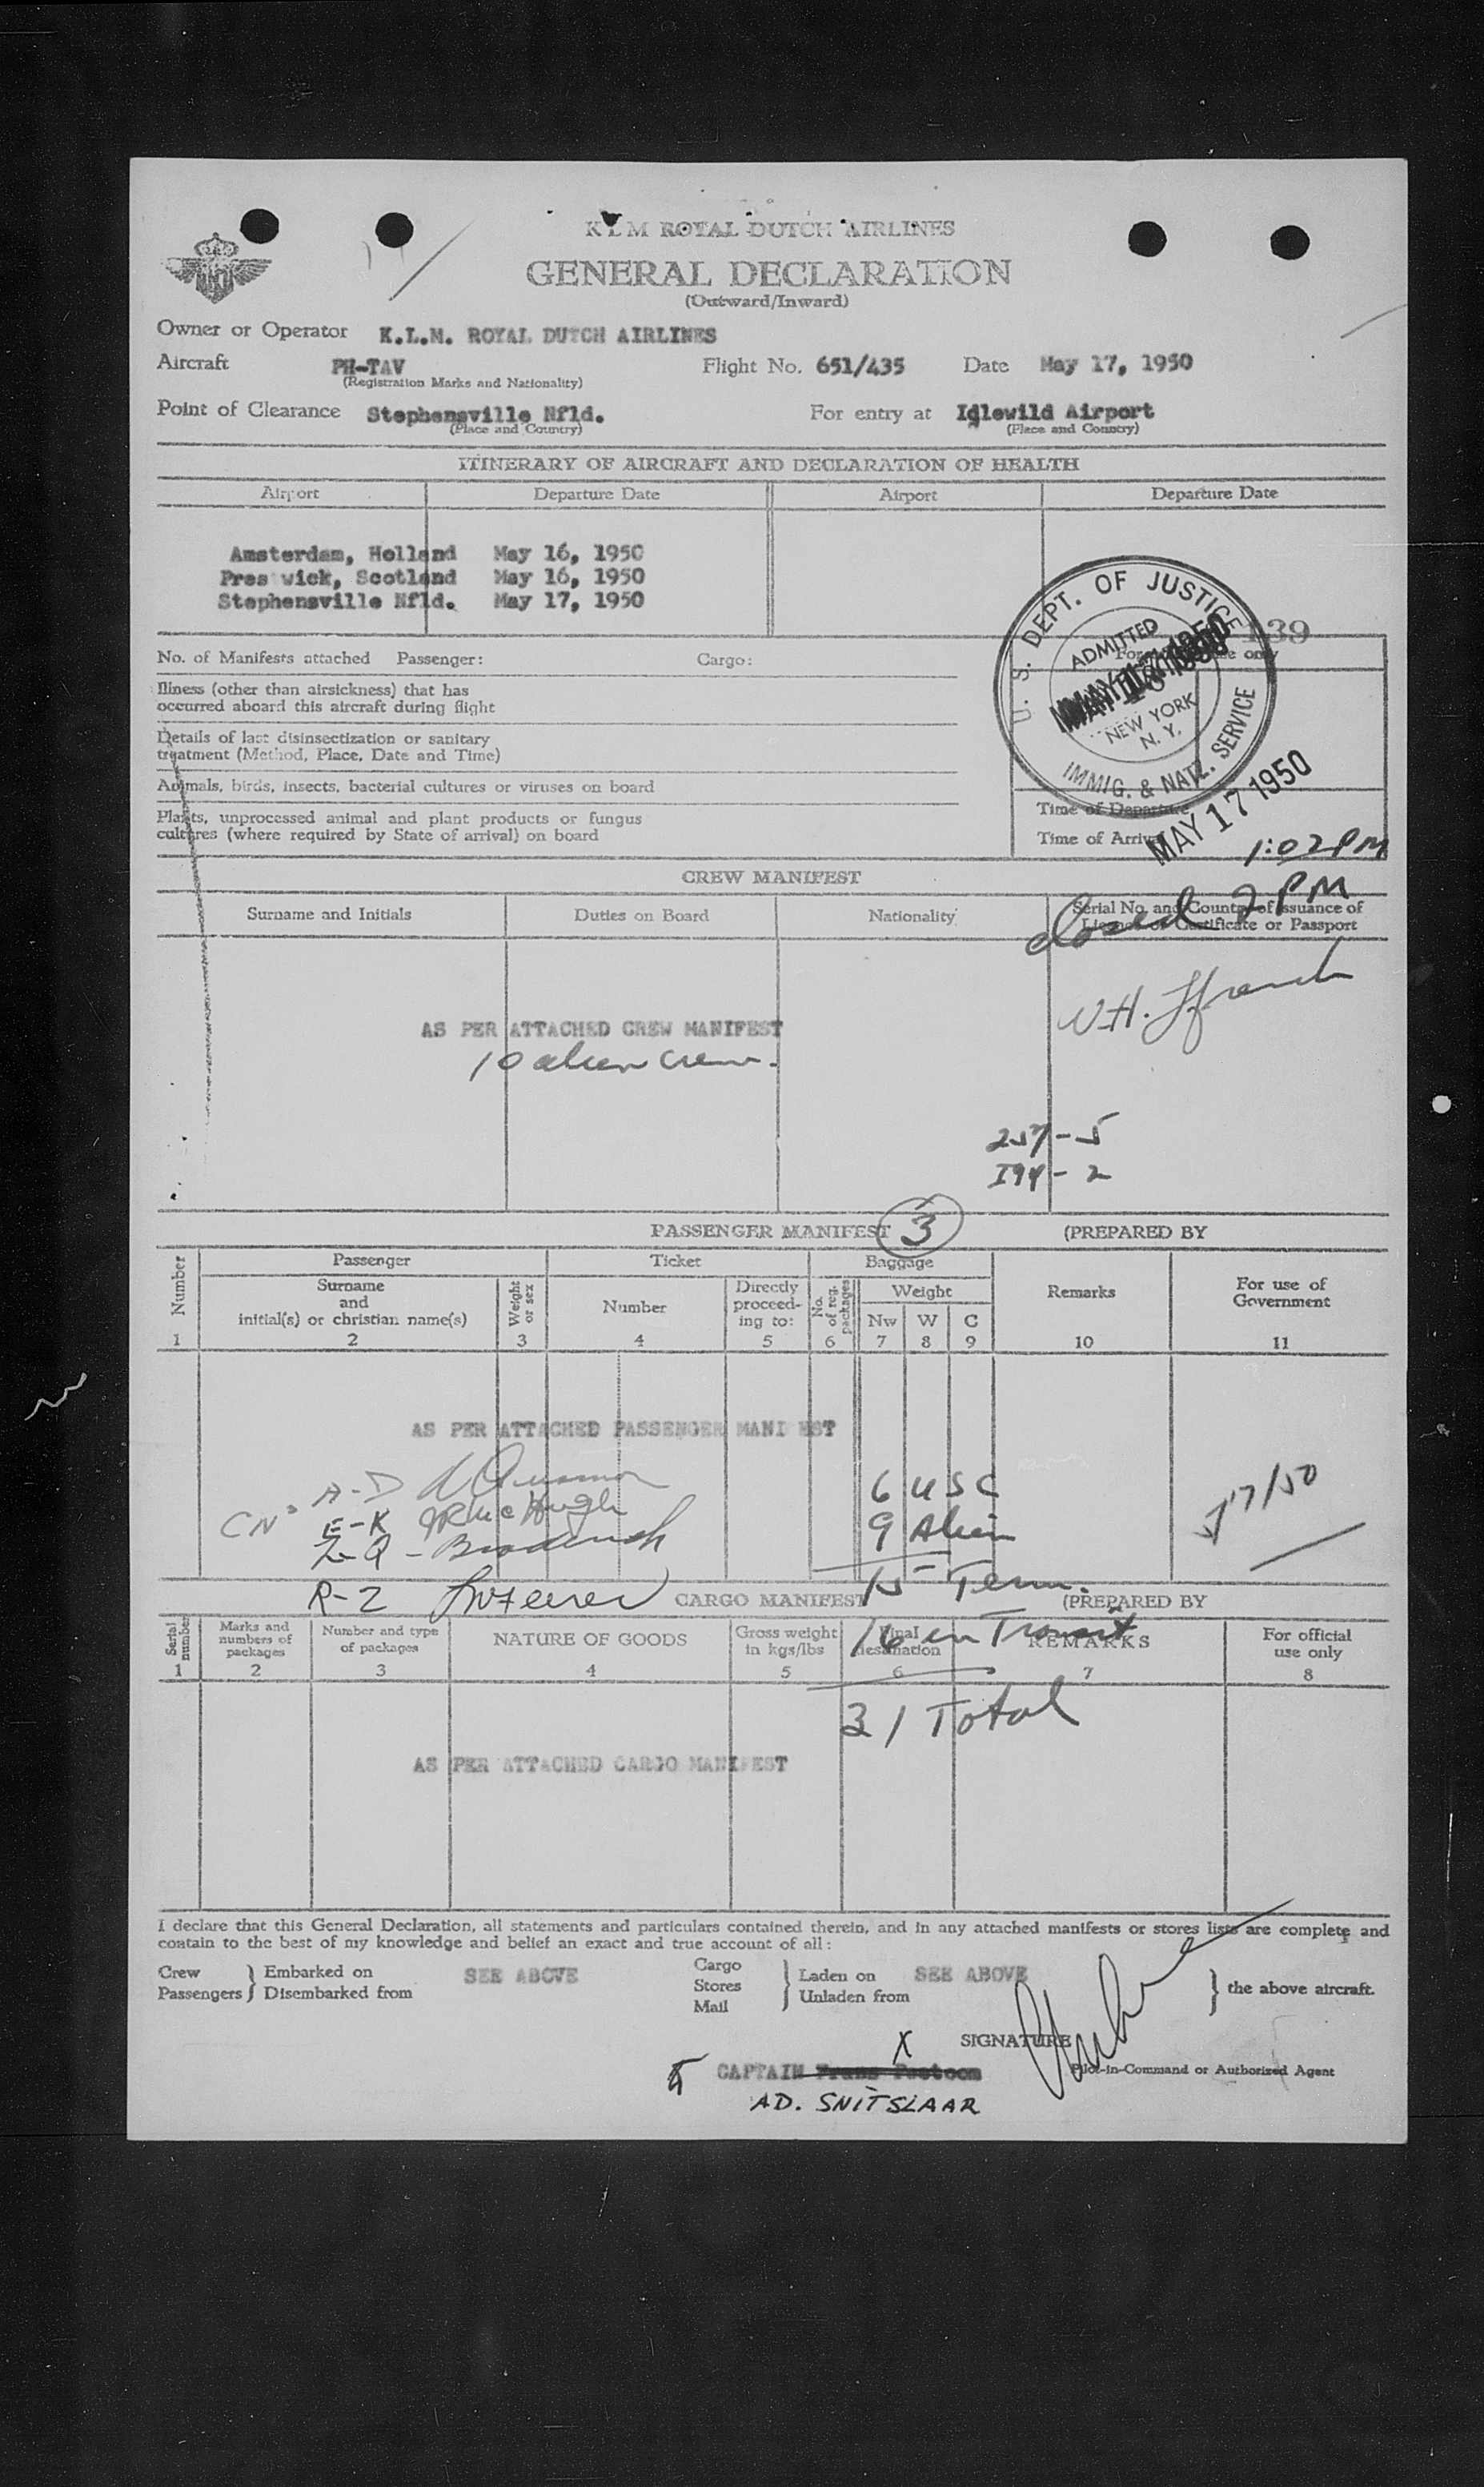 KLM ROYAL DUTCH AIRLINES
GENERAL DECLARATION
(Outward/Inward)
Owner or Operator K.L.M. ROYAL DUTCH AIRLINES
Aircraft PH-TAV Flight No. 651/435 Date May 17, 1950
(Registration Marks and Nationality)
Point of Clearance Stephensville Nfld. For entry at Idlewild Airport
(Place and Country) (Place and Country)
ITINERARY OF AIRCRAFT AND DECLARATION OF HEALTH
Airport Departure Date Airport Departure Date
Amsterdam, Holland May 16, 1950
Prestwick, Scotland May 16, 1950
Stephensville Nfld. May 17, 1950
U. S. DEPT. OF JUSTICE
ADMITTED
NEW YORK
N. Y.
IMMIG. & NATZ. SERVICE
139
No. of Manifests attached Passenger: Cargo: only
Illness (other than airsickness) that has
occurred aboard this aircraft during flight
Details of last disinsectization or sanitary
treatment (Method, Place, Date and Time)
Animals, birds, insects, bacterial cultures or viruses on board
Plants, unprocessed animal and plant products or fungus
cultures (where required by State of arrival) on board
Time of Departure
Time of Arrival MAY 17 1950
1:02 PM
CREW MANIFEST
closed 2 PM
Surname and Initials Duties on Board Nationality Serial No. and Country of Issuance of
License or Certificate or Passport
AS PER ATTACHED CREW MANIFEST
10 alien crew.
257-5
I94-2
PASSENGER MANIFEST 3 (PREPARED BY
Number Passenger Ticket Baggage
Surname
and
initial(s) or christian name(s) Weight or sex Number Directly
proceed-
ing to: No. of reg. packages Weight Remarks For use of
Government
Nw W C
1 2 3 4 5 6 7 8 9 10 11
AS PER ATTACHED PASSENGER MANIFEST
A-D
E-K JR McHugh
R-Z
6 USC
9 Alien
15 Term.
16 in Transit
31 Total
CARGO MANIFEST (PREPARED BY
Serial number Marks and
numbers of
packages Number and type
of packages NATURE OF GOODS Gross weight
in kgs/lbs Final
destination REMARKS For official
use only
1 2 3 4 5 6 7 8
AS PER ATTACHED CARGO MANIFEST
I declare that this General Declaration, all statements and particulars contained therein, and in any attached manifests or stores lists are complete and
contain to the best of my knowledge and belief an exact and true account of all:
Crew
Passengers } Embarked on
Disembarked from SEE ABOVE Cargo
Stores
Mail } Laden on
Unladen from SEE ABOVE } the above aircraft.
X SIGNATURE
CAPTAIN Pilot-in-Command or Authorized Agent
AD. SNITSLAAR